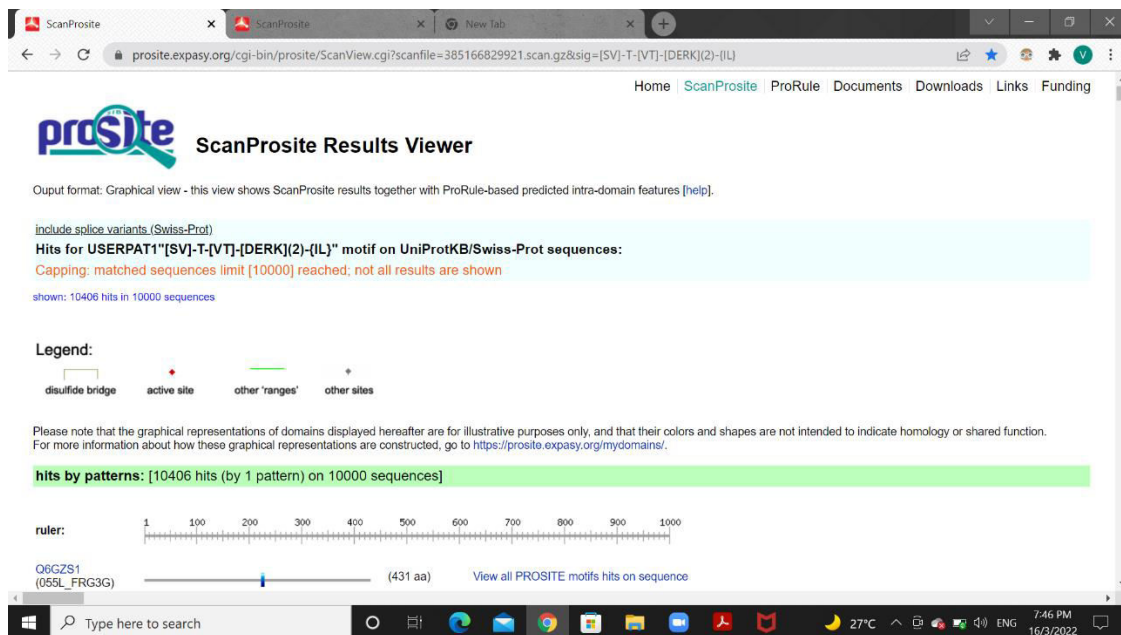 ScanProsite
ScanProsite
New Tab
prosite.expasy.org/cgi-bin/prosite/ScanView.cgi?scanfile=385166829921.scan.gz&sig=[SV]-T-[VT]-[DERK](2)-{IL}
V
Home ScanProsite ProRule Documents Downloads Links Funding
prosite
ScanProsite Results Viewer
Ouput format: Graphical view - this view shows ScanProsite results together with ProRule-based predicted intra-domain features [help].
include splice variants (Swiss-Prot)
Hits for USERPAT1"[SV]-T-[VT]-[DERK](2)-{IL}" motif on UniProtKB/Swiss-Prot sequences:
Capping: matched sequences limit [10000] reached; not all results are shown
shown: 10406 hits in 10000 sequences
Legend:
disulfide bridge active site other 'ranges' other sites
Please note that the graphical representations of domains displayed hereafter are for illustrative purposes only, and that their colors and shapes are not intended to indicate homology or shared function.
For more information about how these graphical representations are constructed, go to https://prosite.expasy.org/mydomains/.
hits by patterns: [10406 hits (by 1 pattern) on 10000 sequences]
1 100 200 300 400 500 600 700 800 900 1000
ruler:
Q6GZS1
(055L_FRG3G)
(431 aa) View all PROSITE motifs hits on sequence
Type here to search
27°C ENG
7:46 PM
16/3/2022